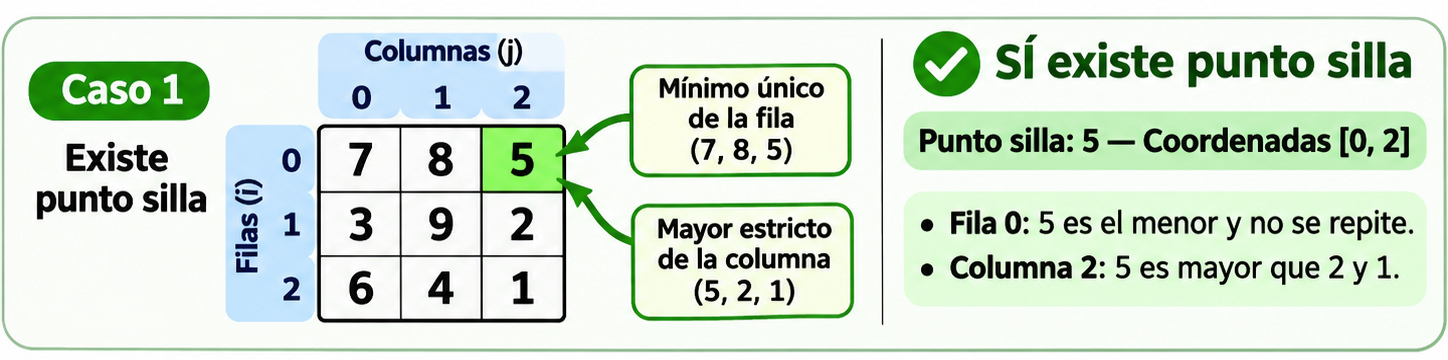 Caso 1
Existe
punto silla
Columnas (j)
0 1 2
Filas (i)
0 7 8 5
1 3 9 2
2 6 4 1
Mínimo único
de la fila
(7, 8, 5)
Mayor estricto
de la columna
(5, 2, 1)
SÍ existe punto silla
Punto silla: 5 — Coordenadas [0, 2]
• Fila 0: 5 es el menor y no se repite.
• Columna 2: 5 es mayor que 2 y 1.